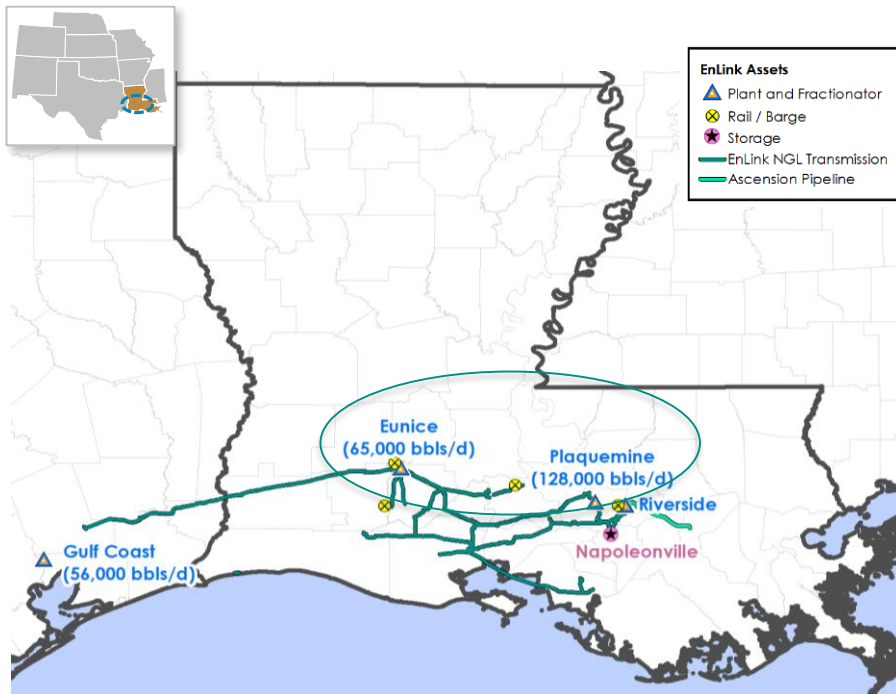 EnLink Assets
Plant and Fractionator
Rail / Barge
Storage
EnLink NGL Transmission
Ascension Pipeline
Eunice
(65,000 bbls/d)
Plaquemine
(128,000 bbls/d)
Riverside
Napoleonville
Gulf Coast
(56,000 bbls/d)